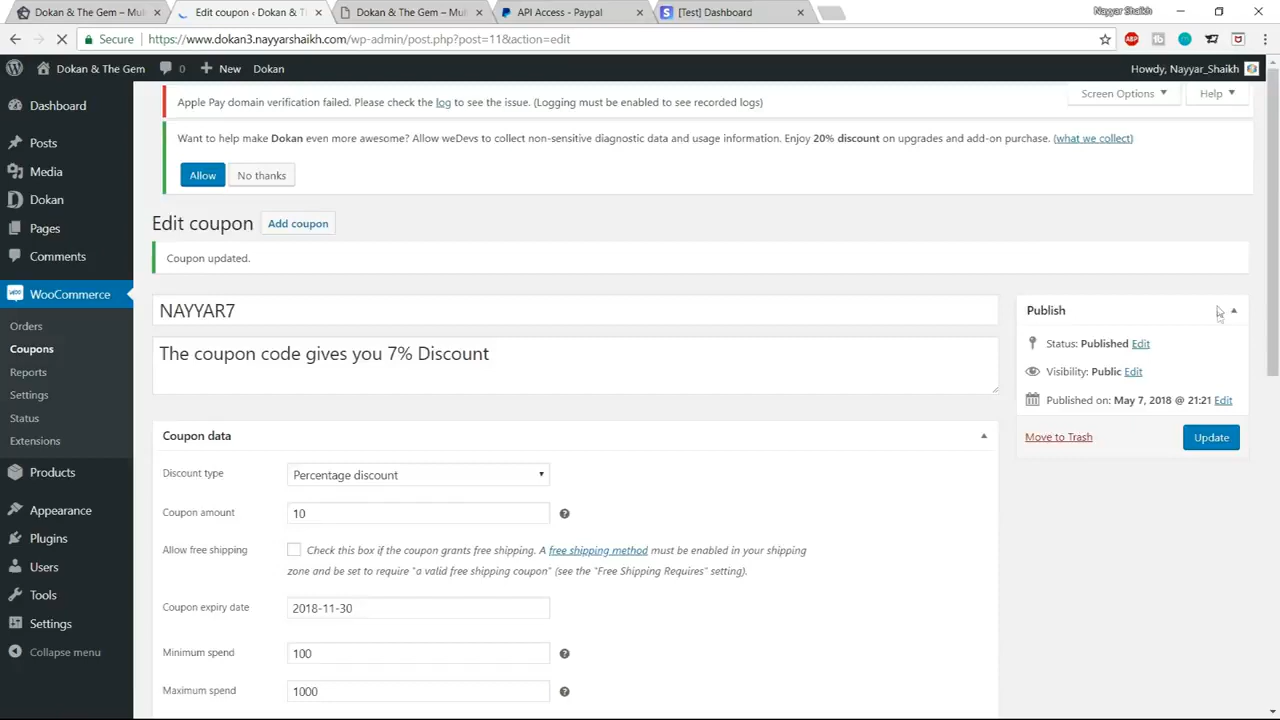 Dokan & The Gem – Mul
Edit coupon ‹ Dokan & T
Dokan & The Gem – Mul
API Access - Paypal
[Test] Dashboard
Nayyar Shaikh
Secure
https://www.dokan3.nayyarshaikh.com/wp-admin/post.php?post=11&action=edit
ABP
Dokan & The Gem
0
New
Dokan
Howdy, Nayyar_Shaikh
Dashboard
Posts
Media
Dokan
Pages
Comments
WooCommerce
Orders
Coupons
Reports
Settings
Status
Extensions
Products
Appearance
Plugins
Users
Tools
Settings
Collapse menu
Screen Options
Help
Apple Pay domain verification failed. Please check the log to see the issue. (Logging must be enabled to see recorded logs)
Want to help make Dokan even more awesome? Allow weDevs to collect non-sensitive diagnostic data and usage information. Enjoy 20% discount on upgrades and add-on purchase. (what we collect)
Allow
No thanks
Edit coupon
Add coupon
Coupon updated.
NAYYAR7
The coupon code gives you 7% Discount
Coupon data
Discount type
Percentage discount
Coupon amount
10
Allow free shipping
Check this box if the coupon grants free shipping. A free shipping method must be enabled in your shipping
zone and be set to require "a valid free shipping coupon" (see the "Free Shipping Requires" setting).
Coupon expiry date
2018-11-30
Minimum spend
100
Maximum spend
1000
Publish
Status: Published Edit
Visibility: Public Edit
Published on: May 7, 2018 @ 21:21 Edit
Move to Trash
Update